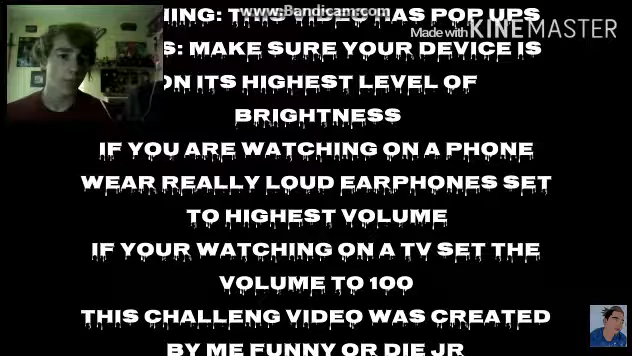 www.Bandicam.com
Made with KINEMASTER
NING: THIS VIDEO HAS POP UPS
S: MAKE SURE YOUR DEVICE IS
ON ITS HIGHEST LEVEL OF
BRIGHTNESS
IF YOU ARE WATCHING ON A PHONE
WEAR REALLY LOUD EARPHONES SET
TO HIGHEST VOLUME
IF YOUR WATCHING ON A TV SET THE
VOLUME TO 100
THIS CHALLENG VIDEO WAS CREATED
BY ME FUNNY OR DIE JR